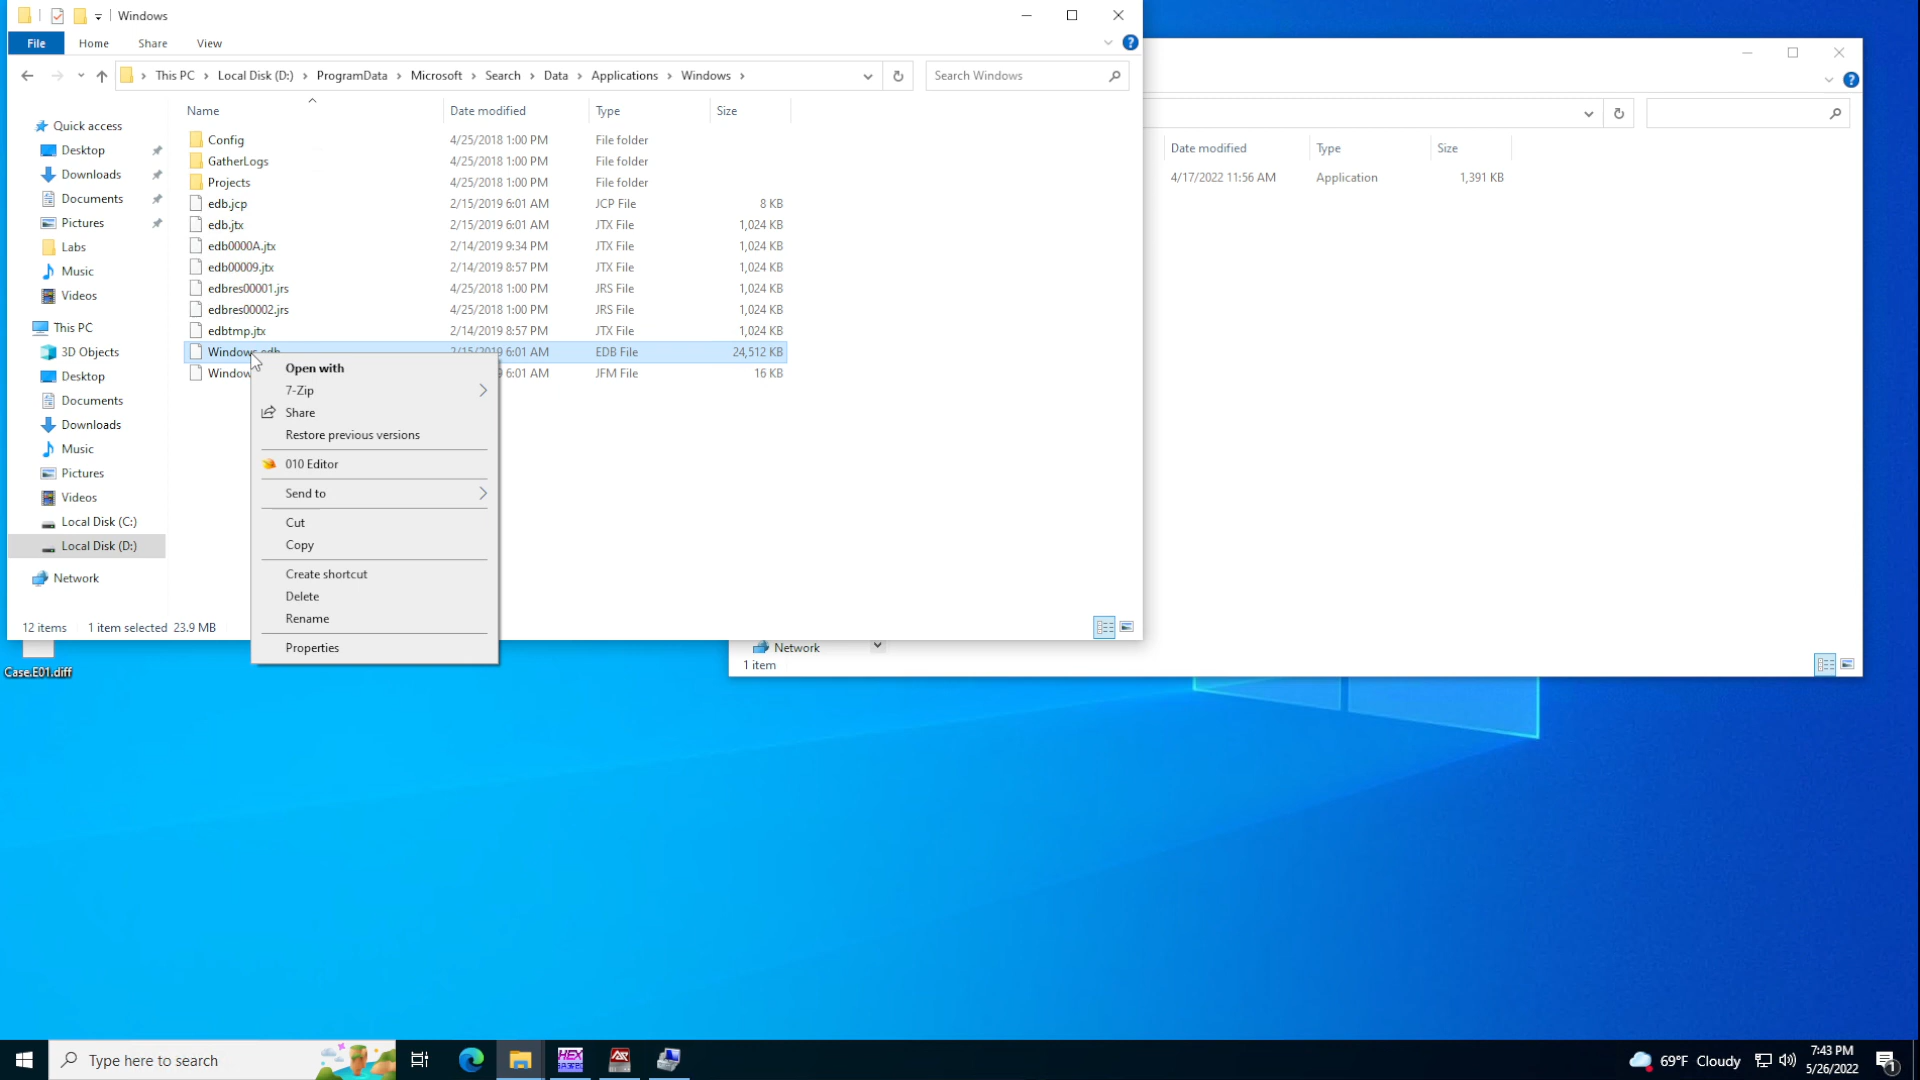 Windows
File Home Share View
This PC Local Disk (D:) ProgramData Microsoft Search Data Applications Windows
Search Windows
Name Date modified Type Size
Quick access
Desktop
Downloads
Documents
Pictures
Labs
Music
Videos
This PC
3D Objects
Desktop
Documents
Downloads
Music
Pictures
Videos
Local Disk (C:)
Local Disk (D:)
Network
Config 4/25/2018 1:00 PM File folder
GatherLogs 4/25/2018 1:00 PM File folder
Projects 4/25/2018 1:00 PM File folder
edb.jcp 2/15/2019 6:01 AM JCP File 8 KB
edb.jtx 2/15/2019 6:01 AM JTX File 1,024 KB
edb0000A.jtx 2/14/2019 9:34 PM JTX File 1,024 KB
edb00009.jtx 2/14/2019 8:57 PM JTX File 1,024 KB
edbres00001.jrs 4/25/2018 1:00 PM JRS File 1,024 KB
edbres00002.jrs 4/25/2018 1:00 PM JRS File 1,024 KB
edbtmp.jtx 2/14/2019 8:57 PM JTX File 1,024 KB
Windows.edb 2/15/2019 6:01 AM EDB File 24,512 KB
Window 6:01 AM JFM File 16 KB
Open with
7-Zip
Share
Restore previous versions
010 Editor
Send to
Cut
Copy
Create shortcut
Delete
Rename
Properties
12 items 1 item selected 23.9 MB
Date modified Type Size
4/17/2022 11:56 AM Application 1,391 KB
Network
1 item
Case.E01.diff
Type here to search
HEX
69°F Cloudy
7:43 PM
5/26/2022
1